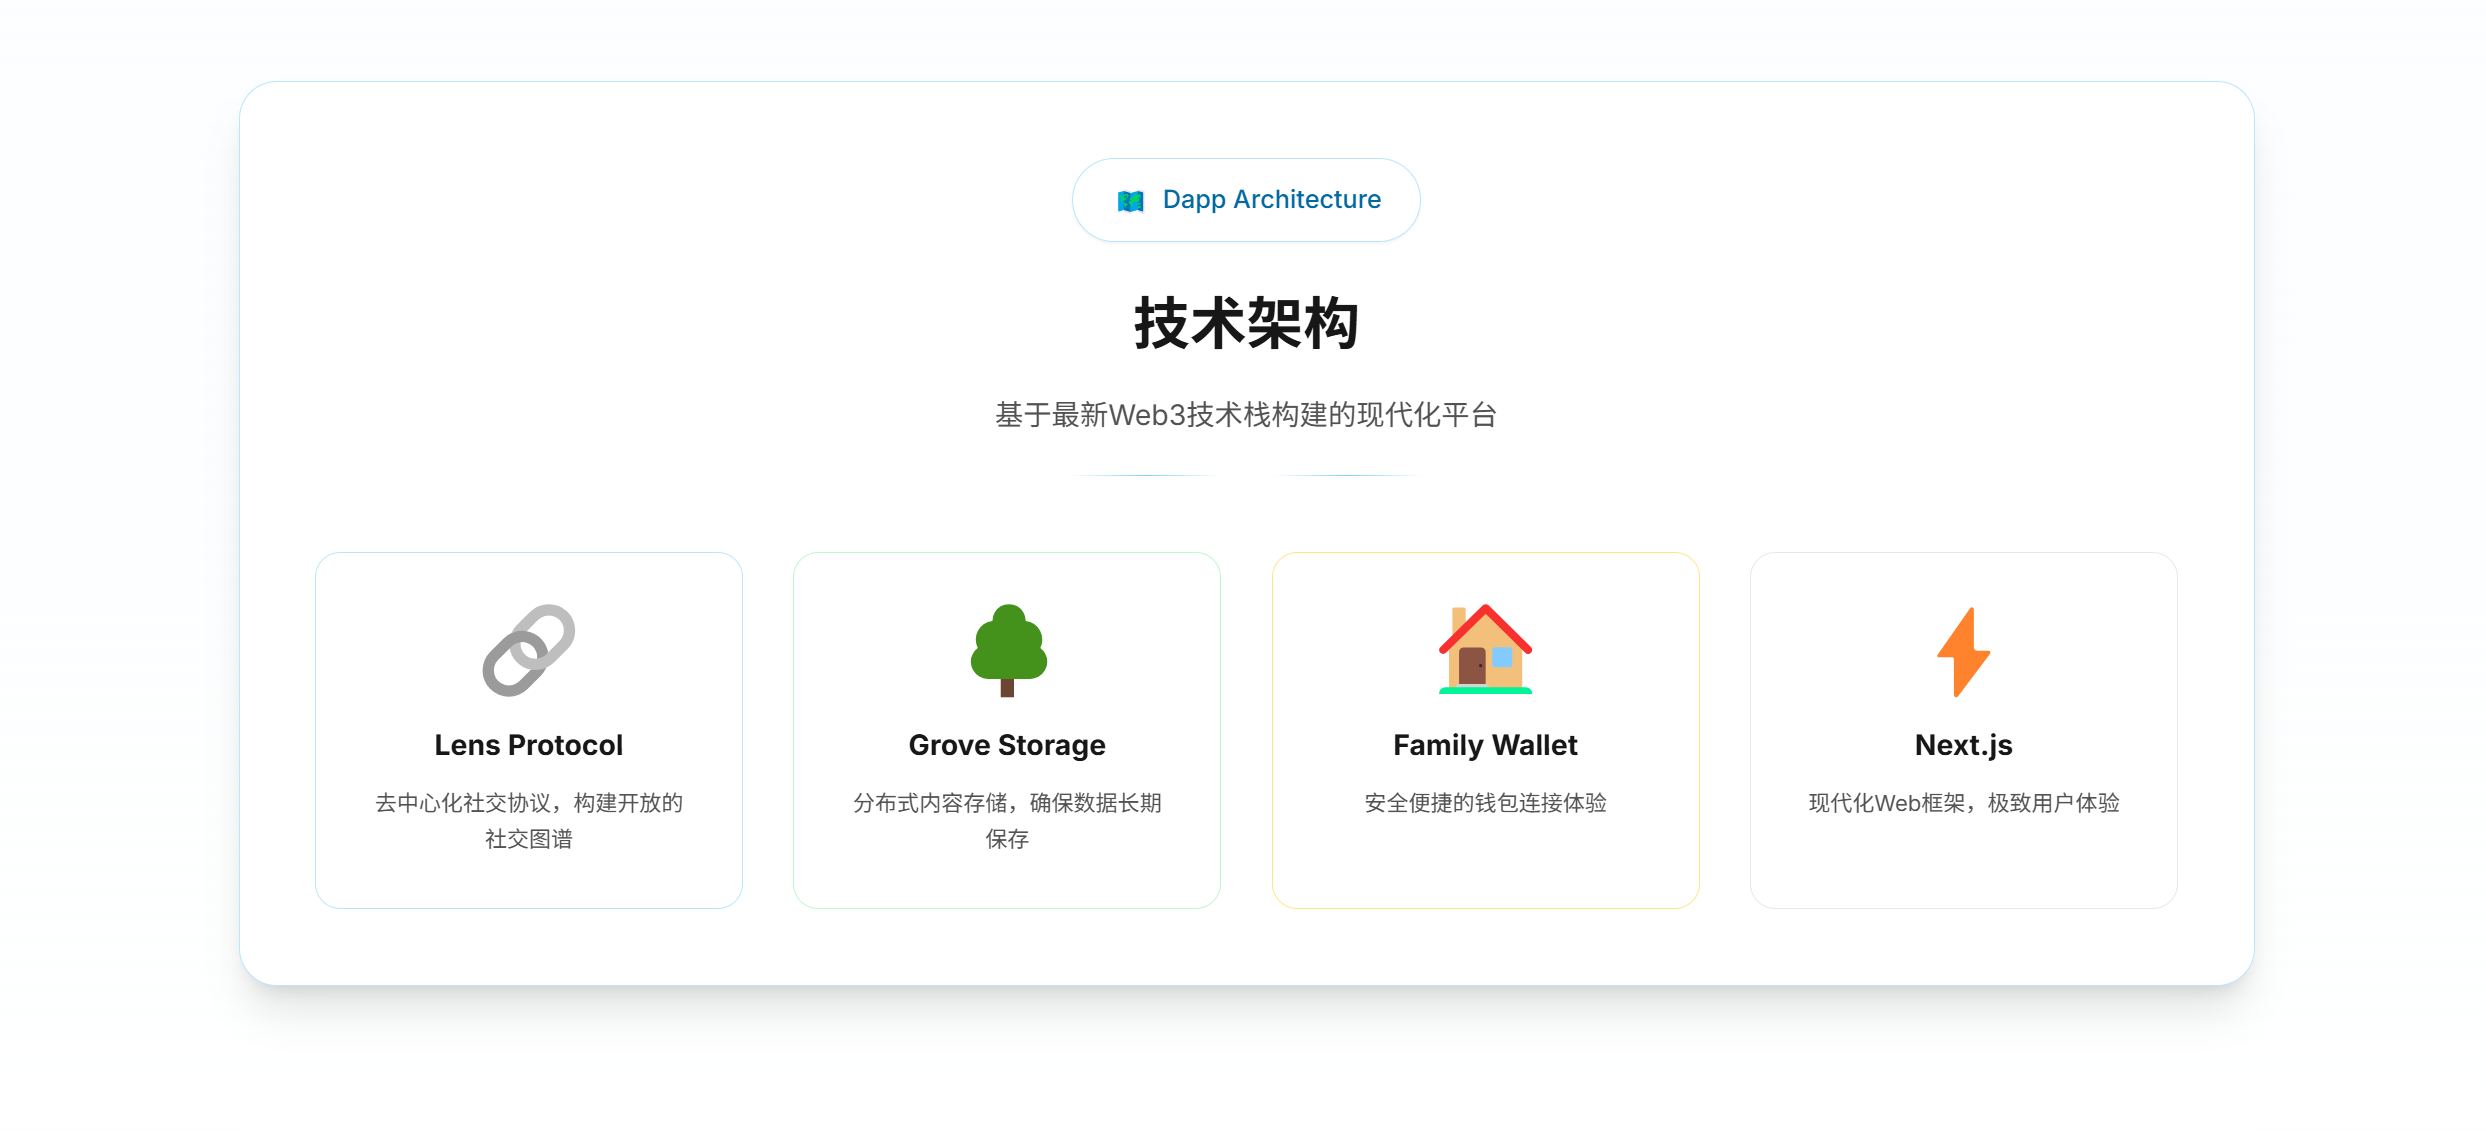 Dapp Architecture
技术架构
基于最新Web3技术栈构建的现代化平台
Lens Protocol
去中心化社交协议，构建开放的
社交图谱
Grove Storage
分布式内容存储，确保数据长期
保存
Family Wallet
安全便捷的钱包连接体验
Next.js
现代化Web框架，极致用户体验